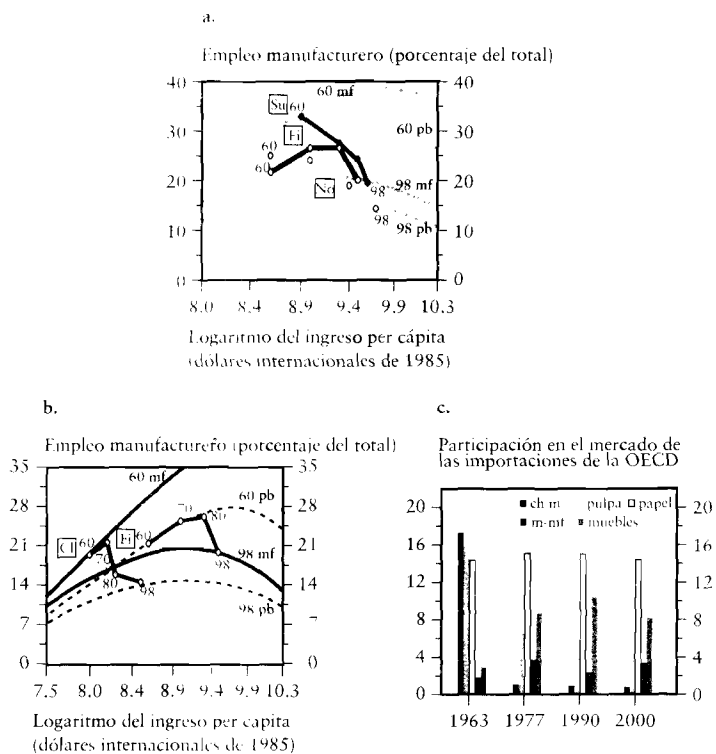 a.
Empleo manufacturero (porcentaje del total)
40 40
60 mf
Su 60
30 30
Fi
60 pb
60
60
20 20
No
98 mf
98
10 10
98
98 pb
0 0
8.0 8.4 8.9 9.4 9.9 10.3
Logaritmo del ingreso per cápita
(dólares internacionales de 1985)
b.
Empleo manufacturero (porcentaje del total)
35 35
60 mf
28 28
60 pb
70
80
21 21
Cl 60
Fi 60
98 mf
70
98
14 14
80
98
98 pb
7 7
0 0
7.5 8.0 8.4 8.9 9.4 9.9 10.3
Logaritmo del ingreso per capita
(dólares internacionales de 1985)
c.
Participación en el mercado de
las importaciones de la OECD
20 20
ch-m pulpa papel
m-mf muebles
16 16
12 12
8 8
4 4
0 0
1963 1977 1990 2000